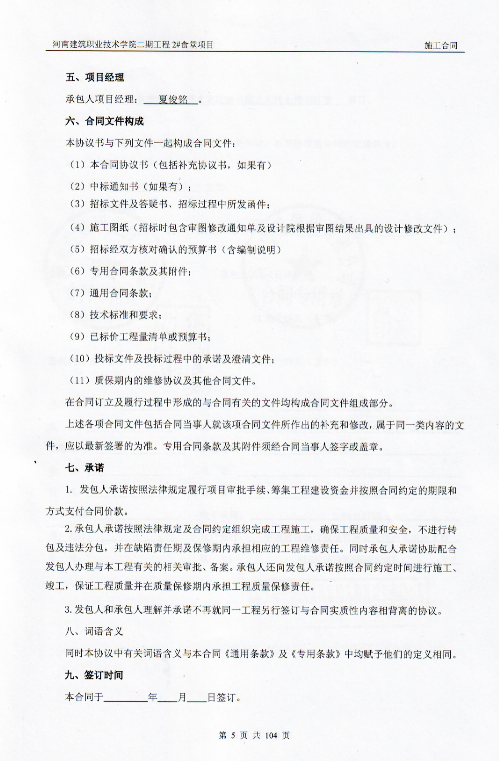 河南建筑职业技术学院二期工程 2#食堂项目 施工合同
五、项目经理
承包人项目经理： 夏俊铭 。
六、合同文件构成
本协议书与下列文件一起构成合同文件：
（1）本合同协议书（包括补充协议书，如果有）
（2）中标通知书（如果有）；
（3）招标文件及答疑书、招标过程中所发函件；
（4）施工图纸（招标时包含审图修改通知单及设计院根据审图结果出具的设计修改文件）；
（5）招标经双方核对确认的预算书（含编制说明）
（6）专用合同条款及其附件；
（7）通用合同条款；
（8）技术标准和要求；
（9）已标价工程量清单或预算书；
（10）投标文件及投标过程中的承诺及澄清文件；
（11）质保期内的维修协议及其他合同文件。
在合同订立及履行过程中形成的与合同有关的文件均构成合同文件组成部分。
上述各项合同文件包括合同当事人就该项合同文件所作出的补充和修改，属于同一类内容的文
件，应以最新签署的为准。专用合同条款及其附件须经合同当事人签字或盖章。
七、承诺
1. 发包人承诺按照法律规定履行项目审批手续、筹集工程建设资金并按照合同约定的期限和
方式支付合同价款。
2.承包人承诺按照法律规定及合同约定组织完成工程施工，确保工程质量和安全，不进行转
包及违法分包，并在缺陷责任期及保修期内承担相应的工程维修责任。同时承包人承诺协助配合
发包人办理与本工程有关的相关审批、备案。承包人还向发包人承诺按照合同约定时间进行施工、
竣工，保证工程质量并在质量保修期内承担工程质量保修责任。
3.发包人和承包人理解并承诺不再就同一工程另行签订与合同实质性内容相背离的协议。
八、词语含义
同时本协议中有关词语含义与本合同《通用条款》及《专用条款》中均赋予他们的定义相同。
九、签订时间
本合同于________年____月____日签订。
第 5 页 共 104 页